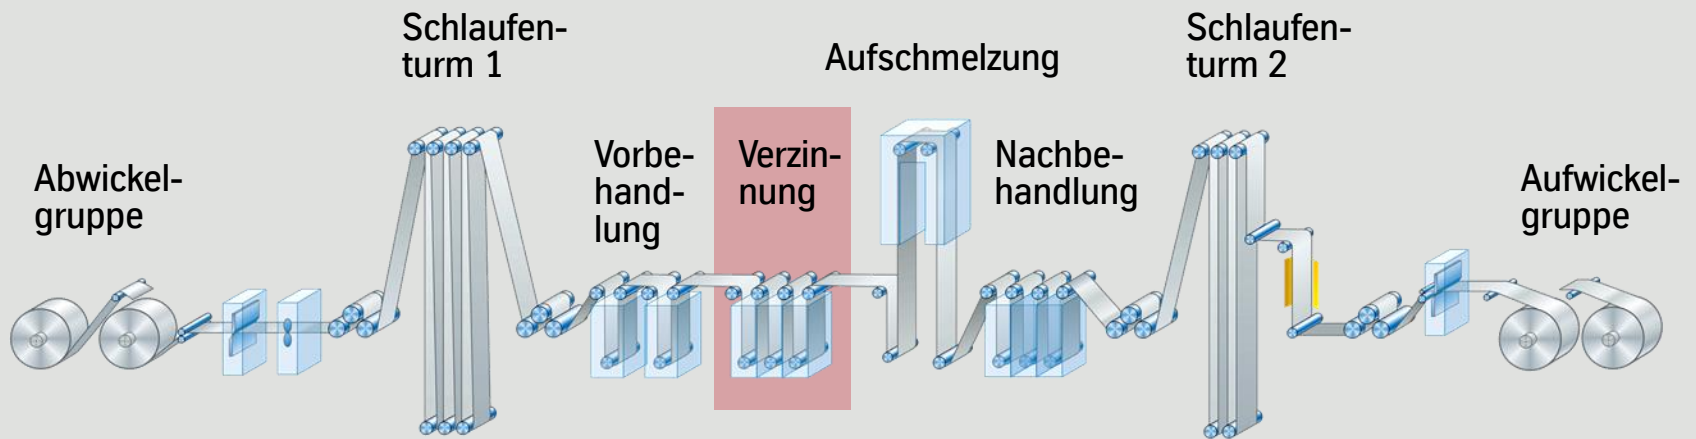 Abwickel-
gruppe
Schlaufen-
turm 1
Vorbe-
hand-
lung
Verzin-
nung
Aufschmelzung
Nachbe-
handlung
Schlaufen-
turm 2
Aufwickel-
gruppe